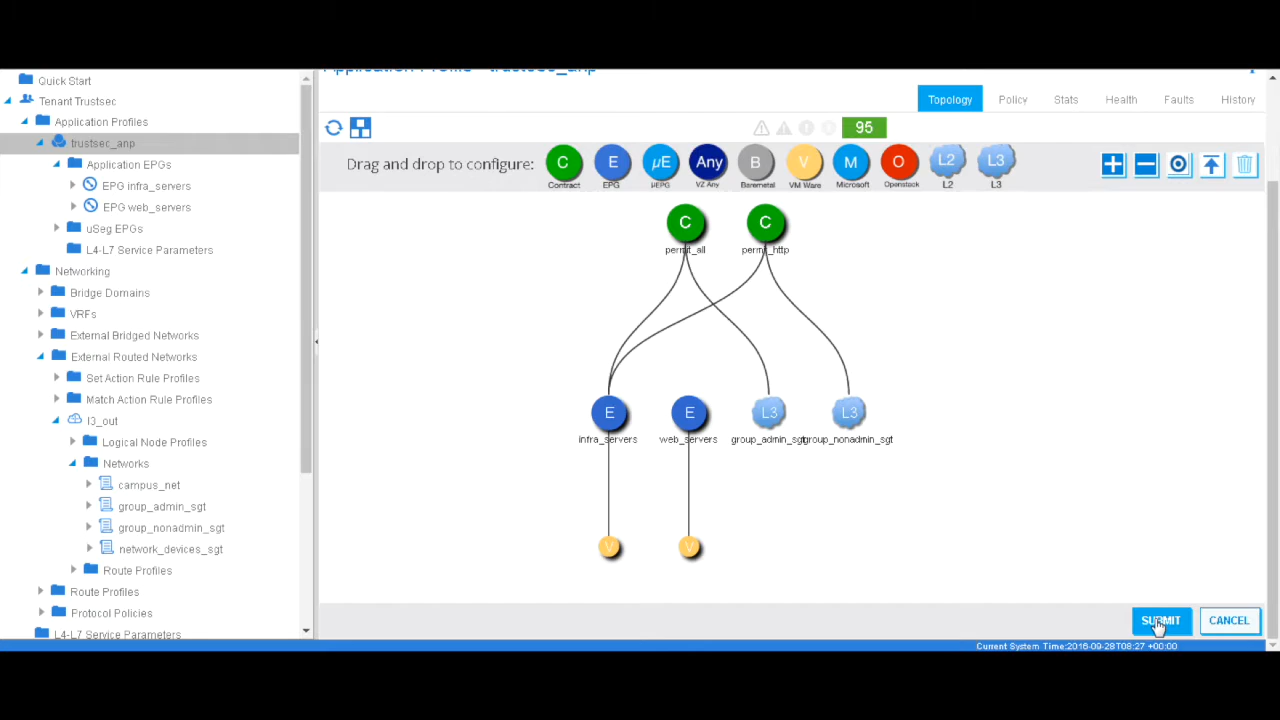 Application Profile - trustsec_anp
Quick Start
Tenant Trustsec
Application Profiles
trustsec_anp
Application EPGs
EPG infra_servers
EPG web_servers
uSeg EPGs
L4-L7 Service Parameters
Networking
Bridge Domains
VRFs
External Bridged Networks
External Routed Networks
Set Action Rule Profiles
Match Action Rule Profiles
l3_out
Logical Node Profiles
Networks
campus_net
group_admin_sgt
group_nonadmin_sgt
network_devices_sgt
Route Profiles
Route Profiles
Protocol Policies
L4-L7 Service Parameters
Topology Policy Stats Health Faults History
95
Drag and drop to configure:
C E µE Any B V M O L2 L3
Contract EPG µEPG VZ Any Baremetal VM Ware Microsoft Openstack L2 L3
C C
permit_all permit_http
E E L3 L3
infra_servers web_servers group_admin_sgt group_nonadmin_sgt
V V
SUBMIT CANCEL
Current System Time:2016-09-28T08:27 +00:00